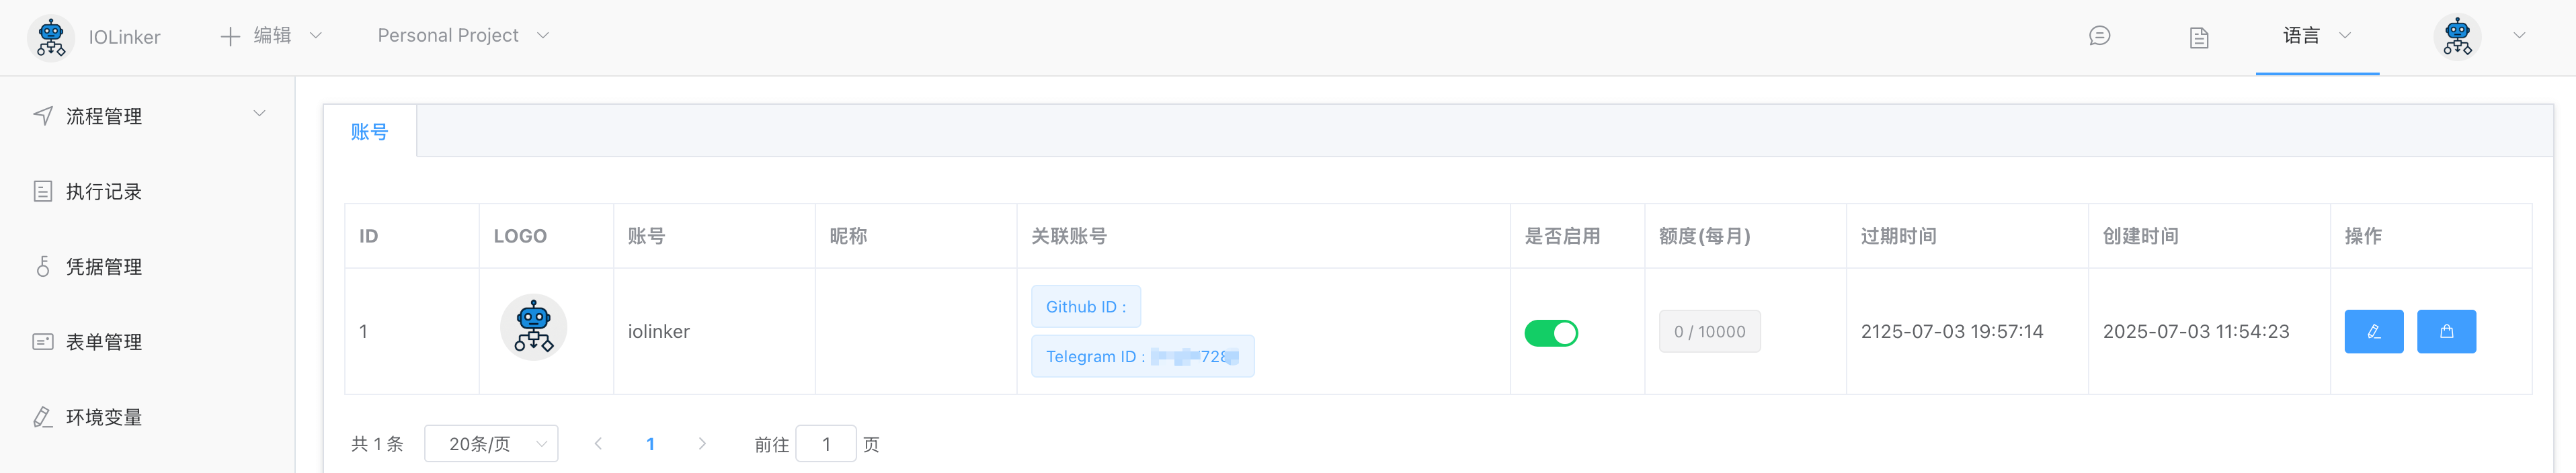 IOLinker 编辑 Personal Project 语言
流程管理
执行记录
凭据管理
表单管理
环境变量
账号
ID LOGO 账号 昵称 关联账号 是否启用 额度(每月) 过期时间 创建时间 操作
1 iolinker 0 / 10000 2125-07-03 19:57:14 2025-07-03 11:54:23
Github ID :
Telegram ID : 728
共 1 条 20条/页 1 前往 1 页